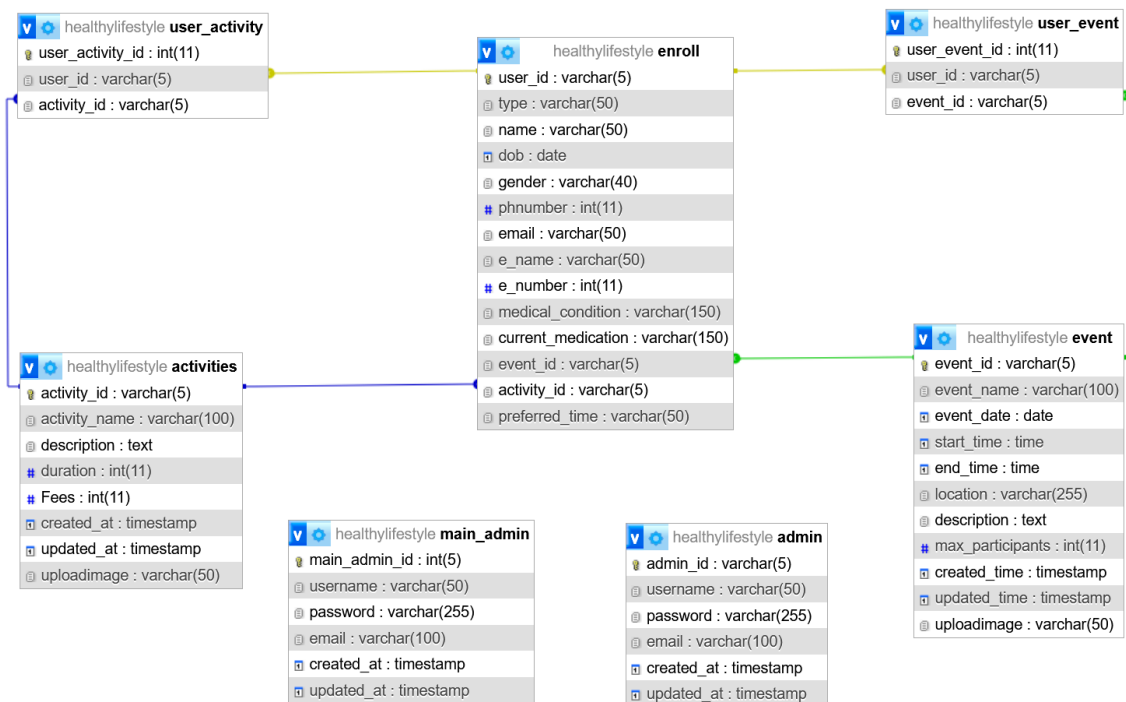 healthylifestyle user_activity
user_activity_id : int(11)
user_id : varchar(5)
activity_id : varchar(5)
healthylifestyle enroll
user_id : varchar(5)
type : varchar(50)
name : varchar(50)
dob : date
gender : varchar(40)
phnumber : int(11)
email : varchar(50)
e_name : varchar(50)
e_number : int(11)
medical_condition : varchar(150)
current_medication : varchar(150)
event_id : varchar(5)
activity_id : varchar(5)
preferred_time : varchar(50)
healthylifestyle user_event
user_event_id : int(11)
user_id : varchar(5)
event_id : varchar(5)
healthylifestyle activities
activity_id : varchar(5)
activity_name : varchar(100)
description : text
duration : int(11)
Fees : int(11)
created_at : timestamp
updated_at : timestamp
uploadimage : varchar(50)
healthylifestyle event
event_id : varchar(5)
event_name : varchar(100)
event_date : date
start_time : time
end_time : time
location : varchar(255)
description : text
max_participants : int(11)
created_time : timestamp
updated_time : timestamp
uploadimage : varchar(50)
healthylifestyle main_admin
main_admin_id : int(5)
username : varchar(50)
password : varchar(255)
email : varchar(100)
created_at : timestamp
updated_at : timestamp
healthylifestyle admin
admin_id : varchar(5)
username : varchar(50)
password : varchar(255)
email : varchar(100)
created_at : timestamp
updated_at : timestamp